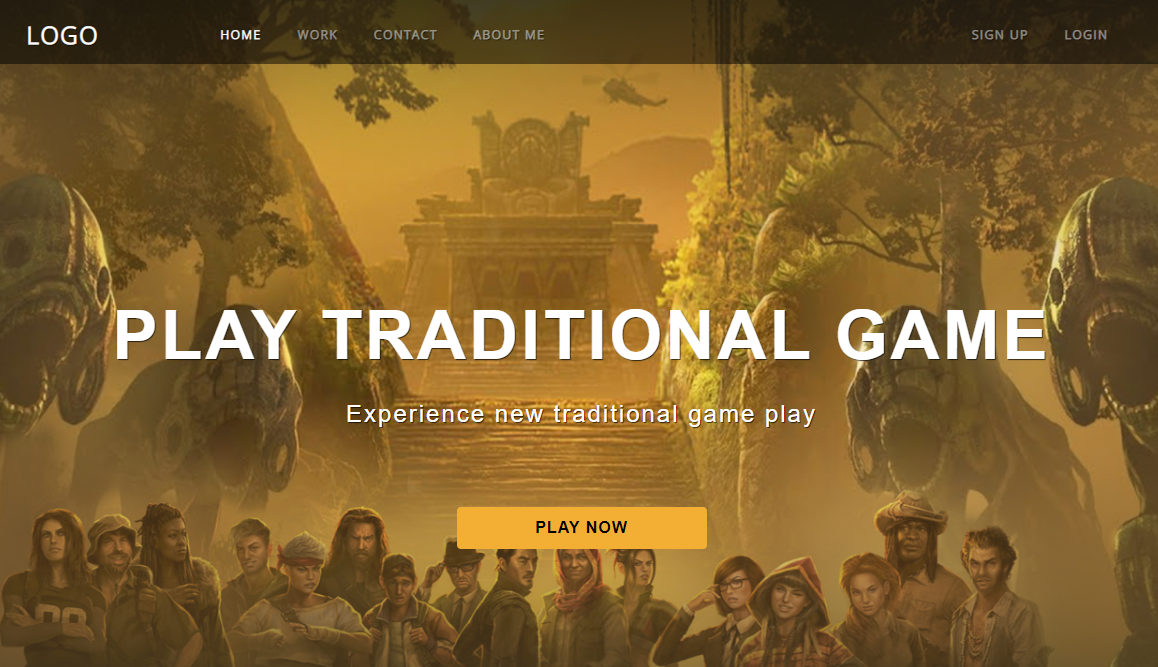 LOGO HOME WORK CONTACT ABOUT ME SIGN UP LOGIN
PLAY TRADITIONAL GAME
Experience new traditional game play
PLAY NOW